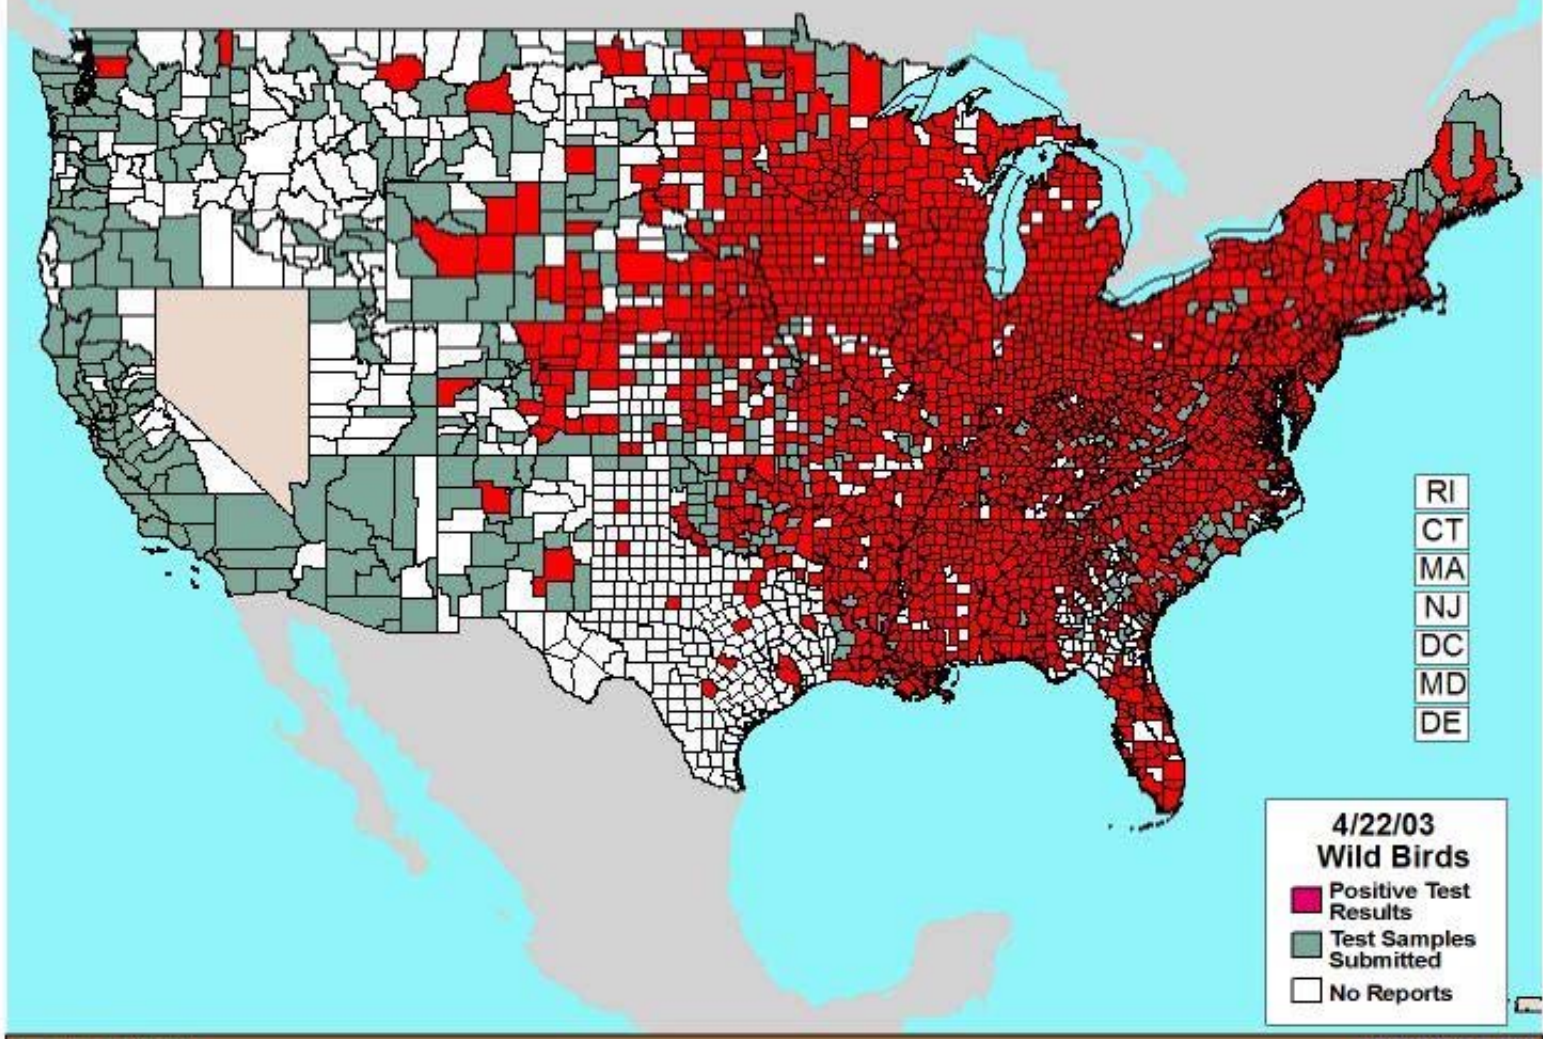 RI
CT
MA
NJ
DC
MD
DE
4/22/03
Wild Birds
Positive Test
Results
Test Samples
Submitted
No Reports